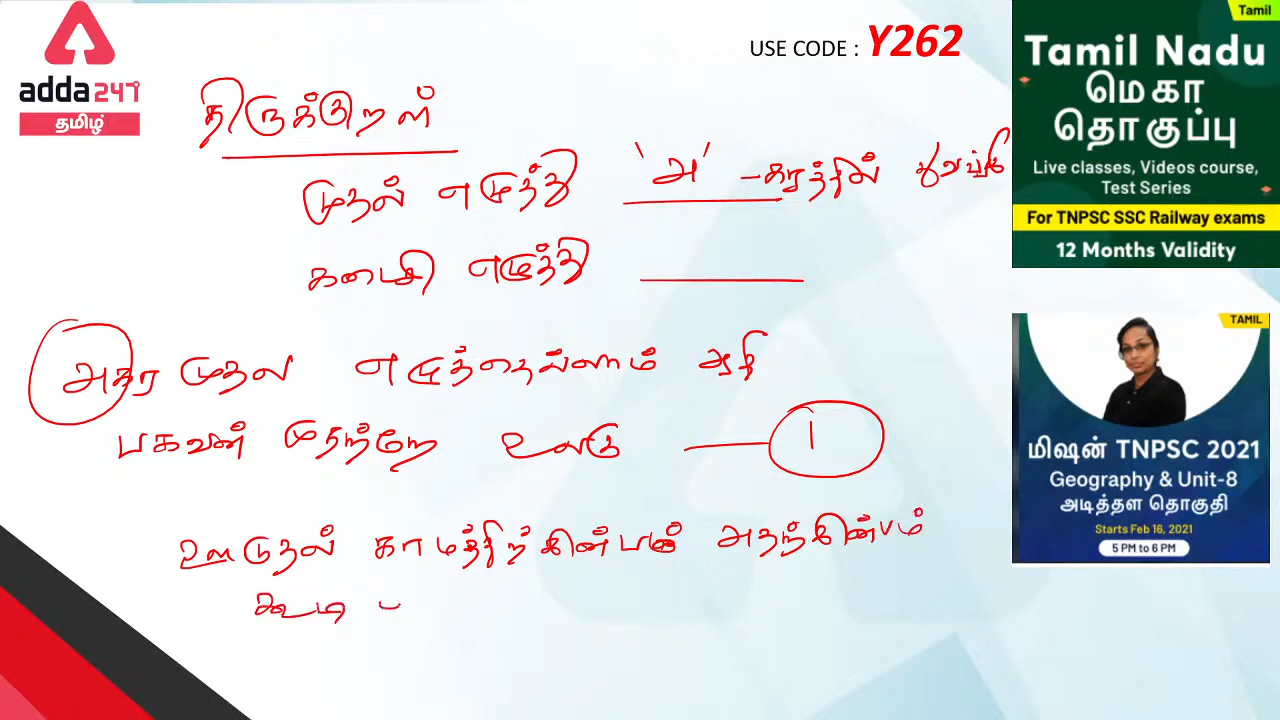 adda247
தமிழ்
USE CODE : Y262
திருக்குறள்
முதல் எழுத்து 'அ' -கரத்தில் துவங்கி
கடைசி எழுத்து
அகர முதல எழுத்தெல்லாம் ஆதி
பகவன் முதற்றே உலகு 1
ஊடுதல் காமத்திற்கின்பம் அதற்கின்பம்
கூடி
Tamil
Tamil Nadu
மெகா
தொகுப்பு
Live classes, Videos course,
Test Series
For TNPSC SSC Railway exams
12 Months Validity
TAMIL
மிஷன் TNPSC 2021
Geography & Unit-8
அடித்தள தொகுதி
Starts Feb 16, 2021
5 PM to 6 PM